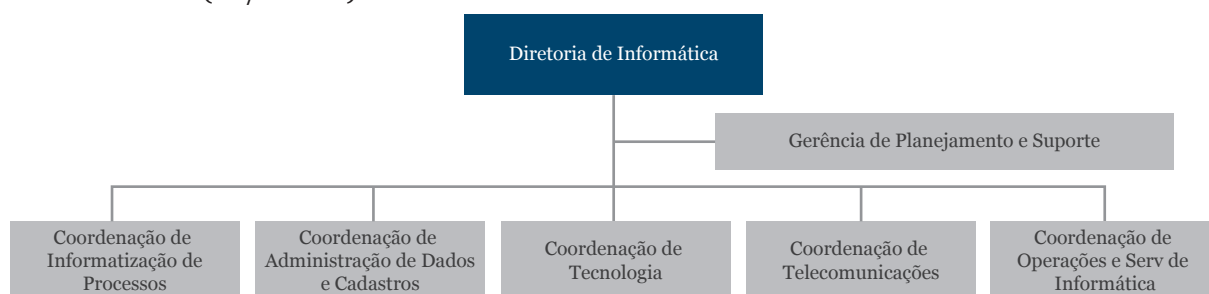 Diretoria de Informática
Gerência de Planejamento e Suporte
Coordenação de
Informatização de
Processos
Coordenação de
Administração de Dados
e Cadastros
Coordenação de
Tecnologia
Coordenação de
Telecomunicações
Coordenação de
Operações e Serv de
Informática